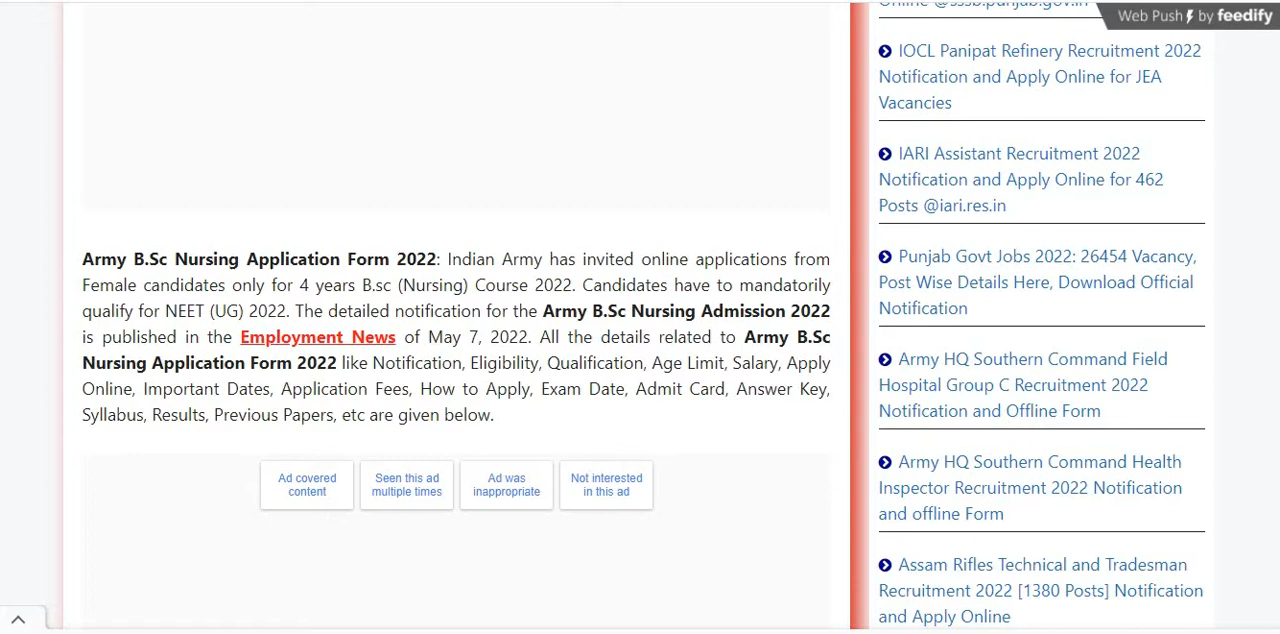 Army B.Sc Nursing Application Form 2022: Indian Army has invited online applications from
Female candidates only for 4 years B.sc (Nursing) Course 2022. Candidates have to mandatorily
qualify for NEET (UG) 2022. The detailed notification for the Army B.Sc Nursing Admission 2022
is published in the Employment News of May 7, 2022. All the details related to Army B.Sc
Nursing Application Form 2022 like Notification, Eligibility, Qualification, Age Limit, Salary, Apply
Online, Important Dates, Application Fees, How to Apply, Exam Date, Admit Card, Answer Key,
Syllabus, Results, Previous Papers, etc are given below.
Ad covered
content
Seen this ad
multiple times
Ad was
inappropriate
Not interested
in this ad
Web Push by feedify
Online @sssb.punjab.gov.in
IOCL Panipat Refinery Recruitment 2022
Notification and Apply Online for JEA
Vacancies
IARI Assistant Recruitment 2022
Notification and Apply Online for 462
Posts @iari.res.in
Punjab Govt Jobs 2022: 26454 Vacancy,
Post Wise Details Here, Download Official
Notification
Army HQ Southern Command Field
Hospital Group C Recruitment 2022
Notification and Offline Form
Army HQ Southern Command Health
Inspector Recruitment 2022 Notification
and offline Form
Assam Rifles Technical and Tradesman
Recruitment 2022 [1380 Posts] Notification
and Apply Online